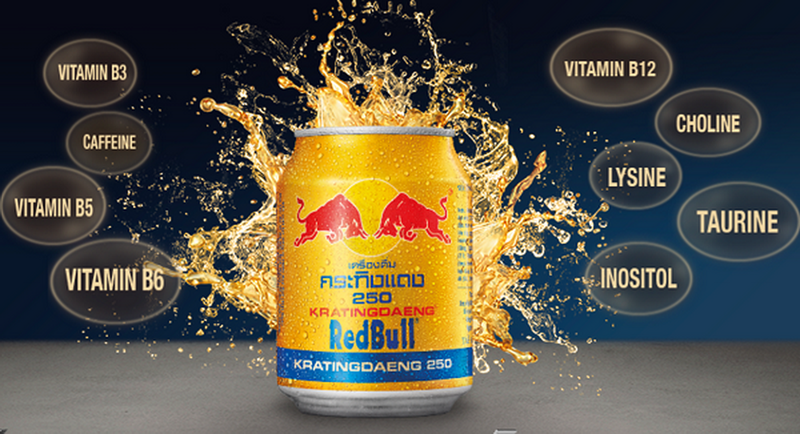 VITAMIN B3
CAFFEINE
VITAMIN B5
VITAMIN B6
VITAMIN B12
CHOLINE
LYSINE
TAURINE
INOSITOL
เครื่องดื่ม
กระทิงแดง
250
KRATINGDAENG
RedBull
KRATINGDAENG 250